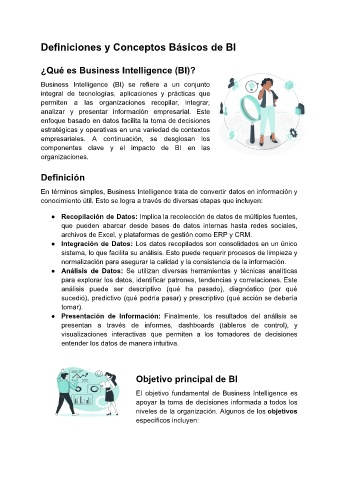 Definiciones y Conceptos Básicos de BI
¿Qué es Business Intelligence (BI)?
Business Intelligence (BI) se refiere a un conjunto
integral de tecnologías, aplicaciones y prácticas que
permiten a las organizaciones recopilar, integrar,
analizar y presentar información empresarial. Este
enfoque basado en datos facilita la toma de decisiones
estratégicas y operativas en una variedad de contextos
empresariales. A continuación, se desglosan los
componentes clave y el impacto de BI en las
organizaciones.
Definición
En términos simples, Business Intelligence trata de convertir datos en información y
conocimiento útil. Esto se logra a través de diversas etapas que incluyen:
● Recopilación de Datos: Implica la recolección de datos de múltiples fuentes,
que pueden abarcar desde bases de datos internas hasta redes sociales,
archivos de Excel, y plataformas de gestión como ERP y CRM.
● Integración de Datos: Los datos recopilados son consolidados en un único
sistema, lo que facilita su análisis. Esto puede requerir procesos de limpieza y
normalización para asegurar la calidad y la consistencia de la información.
● Análisis de Datos: Se utilizan diversas herramientas y técnicas analíticas
para explorar los datos, identificar patrones, tendencias y correlaciones. Este
análisis puede ser descriptivo (qué ha pasado), diagnóstico (por qué
sucedió), predictivo (qué podría pasar) y prescriptivo (qué acción se debería
tomar).
● Presentación de Información: Finalmente, los resultados del análisis se
presentan a través de informes, dashboards (tableros de control), y
visualizaciones interactivas que permiten a los tomadores de decisiones
entender los datos de manera intuitiva.
Objetivo principal de BI
El objetivo fundamental de Business Intelligence es
apoyar la toma de decisiones informada a todos los
niveles de la organización. Algunos de los objetivos
específicos incluyen: